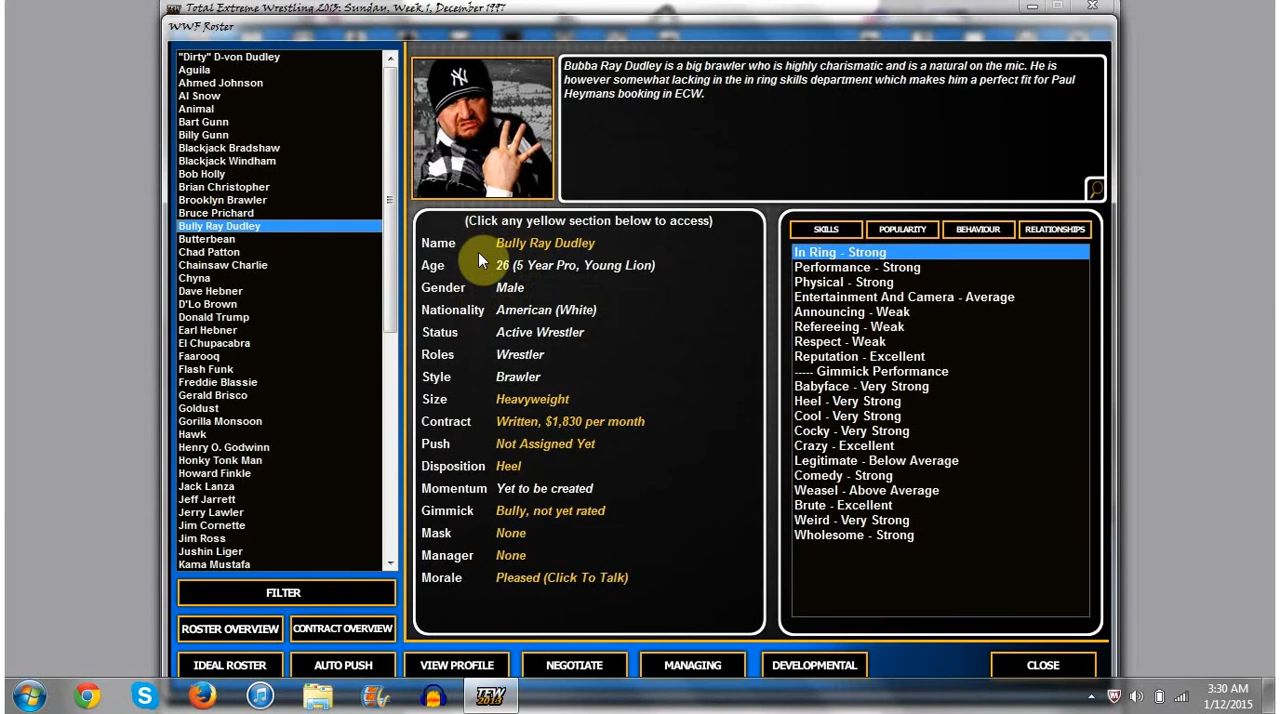 Total Extreme Wrestling 2013: Sunday, Week 1, December 1997
WWF Roster
"Dirty" D-von Dudley
Aguila
Ahmed Johnson
Al Snow
Animal
Bart Gunn
Billy Gunn
Blackjack Bradshaw
Blackjack Windham
Bob Holly
Brian Christopher
Brooklyn Brawler
Bruce Prichard
Bully Ray Dudley
Butterbean
Chad Patton
Chainsaw Charlie
Chyna
Dave Hebner
D'Lo Brown
Donald Trump
Earl Hebner
El Chupacabra
Faarooq
Flash Funk
Freddie Blassie
Gerald Brisco
Goldust
Gorilla Monsoon
Hawk
Henry O. Godwinn
Honky Tonk Man
Howard Finkle
Jack Lanza
Jeff Jarrett
Jerry Lawler
Jim Cornette
Jim Ross
Jushin Liger
Kama Mustafa
FILTER
ROSTER OVERVIEW CONTRACT OVERVIEW
IDEAL ROSTER AUTO PUSH VIEW PROFILE NEGOTIATE MANAGING DEVELOPMENTAL CLOSE
Bubba Ray Dudley is a big brawler who is highly charismatic and is a natural on the mic. He is
however somewhat lacking in the in ring skills department which makes him a perfect fit for Paul
Heymans booking in ECW.
(Click any yellow section below to access)
Name Bully Ray Dudley
Age 26 (5 Year Pro, Young Lion)
Gender Male
Nationality American (White)
Status Active Wrestler
Roles Wrestler
Style Brawler
Size Heavyweight
Contract Written, $1,830 per month
Push Not Assigned Yet
Disposition Heel
Momentum Yet to be created
Gimmick Bully, not yet rated
Mask None
Manager None
Morale Pleased (Click To Talk)
SKILLS POPULARITY BEHAVIOUR RELATIONSHIPS
In Ring - Strong
Performance - Strong
Physical - Strong
Entertainment And Camera - Average
Announcing - Weak
Refereeing - Weak
Respect - Weak
Reputation - Excellent
----- Gimmick Performance
Babyface - Very Strong
Heel - Very Strong
Cool - Very Strong
Cocky - Very Strong
Crazy - Excellent
Legitimate - Below Average
Comedy - Strong
Weasel - Above Average
Brute - Excellent
Weird - Very Strong
Wholesome - Strong
TEW
2013
3:30 AM
1/12/2015